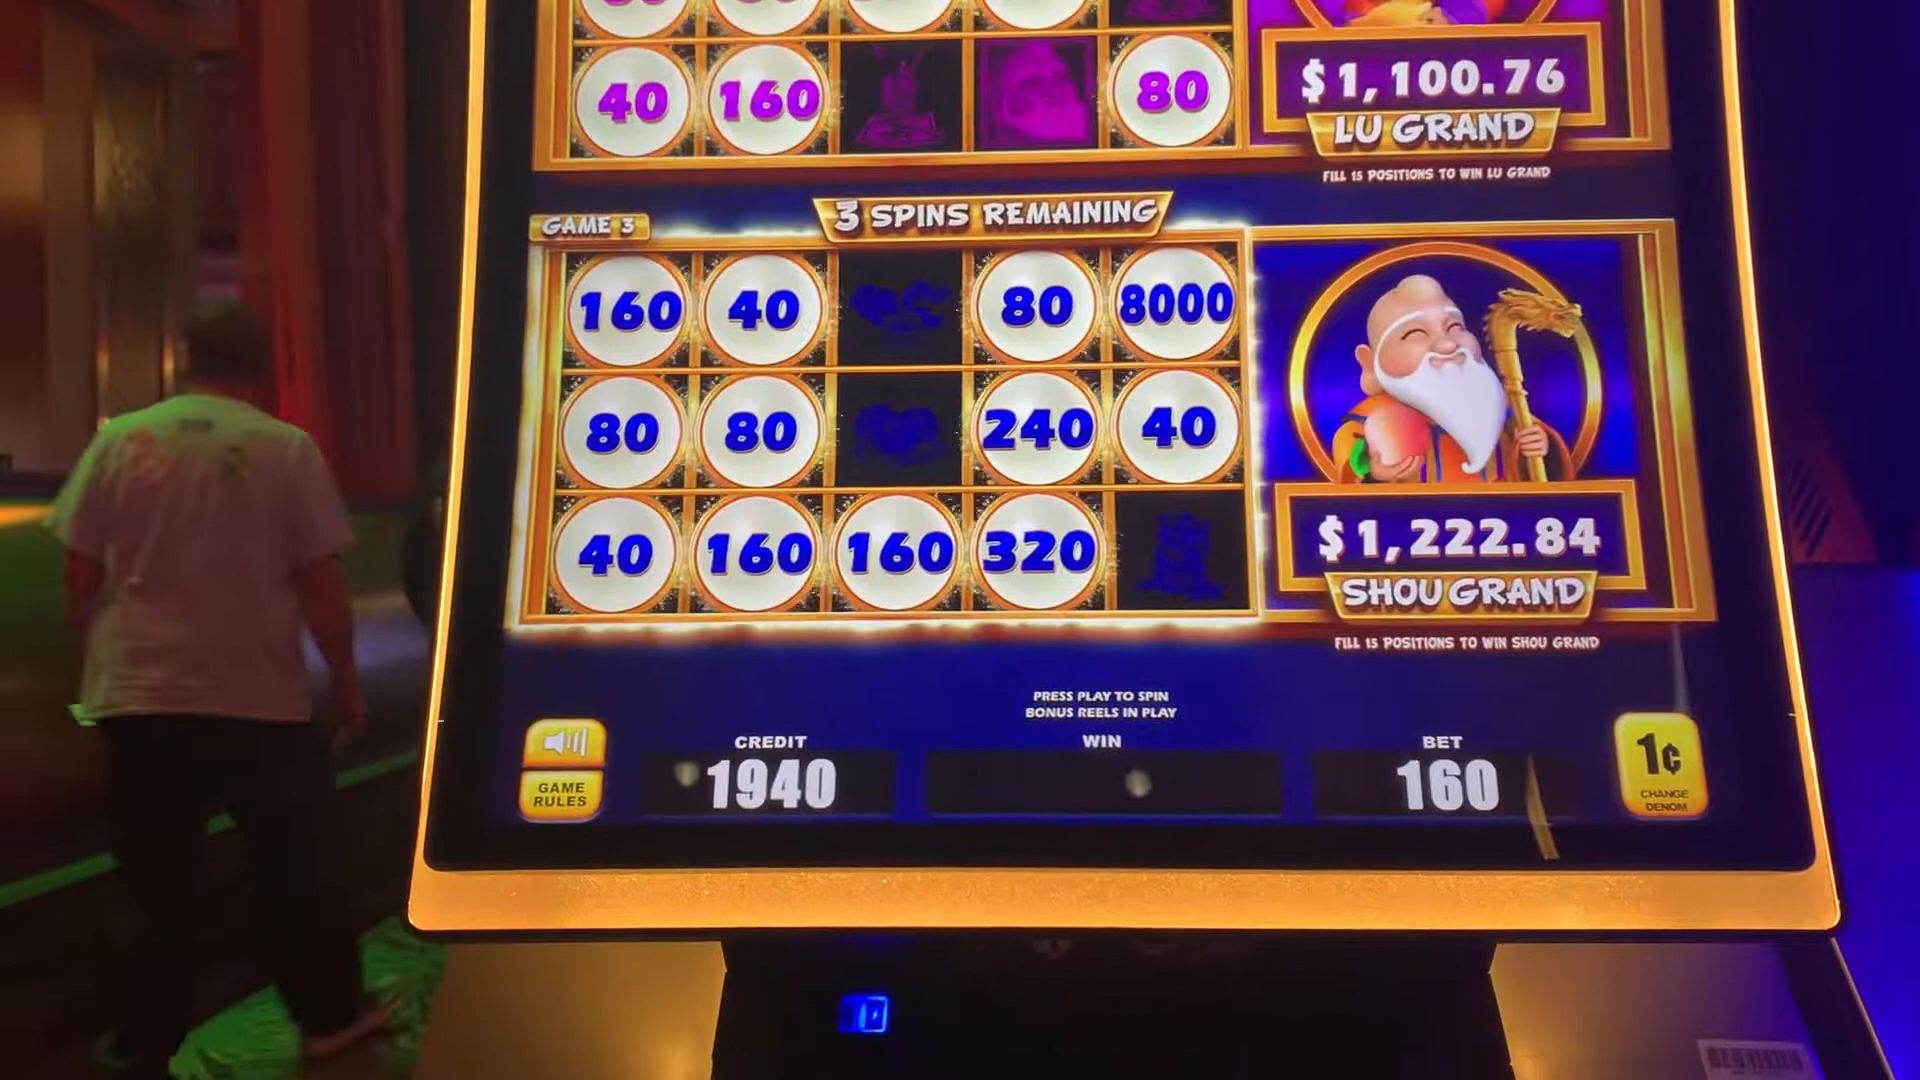 40 160 80
$1,100.76
LU GRAND
FILL 15 POSITIONS TO WIN LU GRAND
GAME 3
3 SPINS REMAINING
160 40 80 8000
80 80 240 40
40 160 160 320
$1,222.84
SHOU GRAND
FILL 15 POSITIONS TO WIN SHOU GRAND
PRESS PLAY TO SPIN
BONUS REELS IN PLAY
GAME
RULES
CREDIT
1940
WIN
BET
160
1¢
CHANGE
DENOM